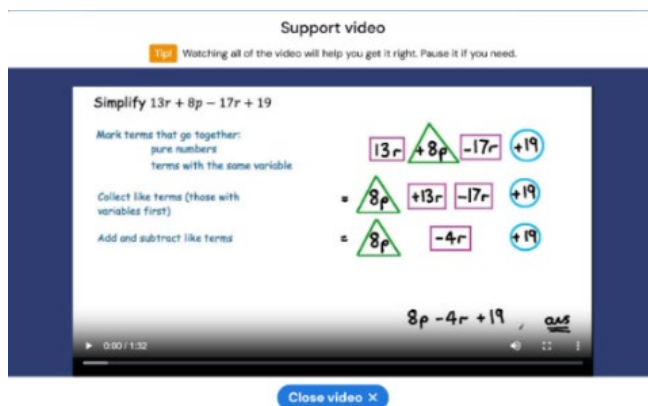 Support video
Tip! Watching all of the video will help you get it right. Pause it if you need.
Simplify 13r + 8p − 17r + 19
Mark terms that go together:
pure numbers
terms with the same variable
13r +8p -17r +19
Collect like terms (those with
variables first)
= 8p +13r -17r +19
Add and subtract like terms
= 8p -4r +19
8p -4r +19, ans
0:00 / 1:32
Close video ×